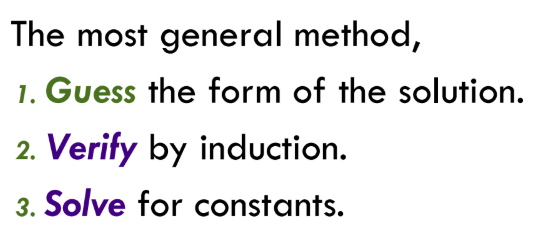 The most general method,
1. Guess the form of the solution.
2. Verify by induction.
3. Solve for constants.